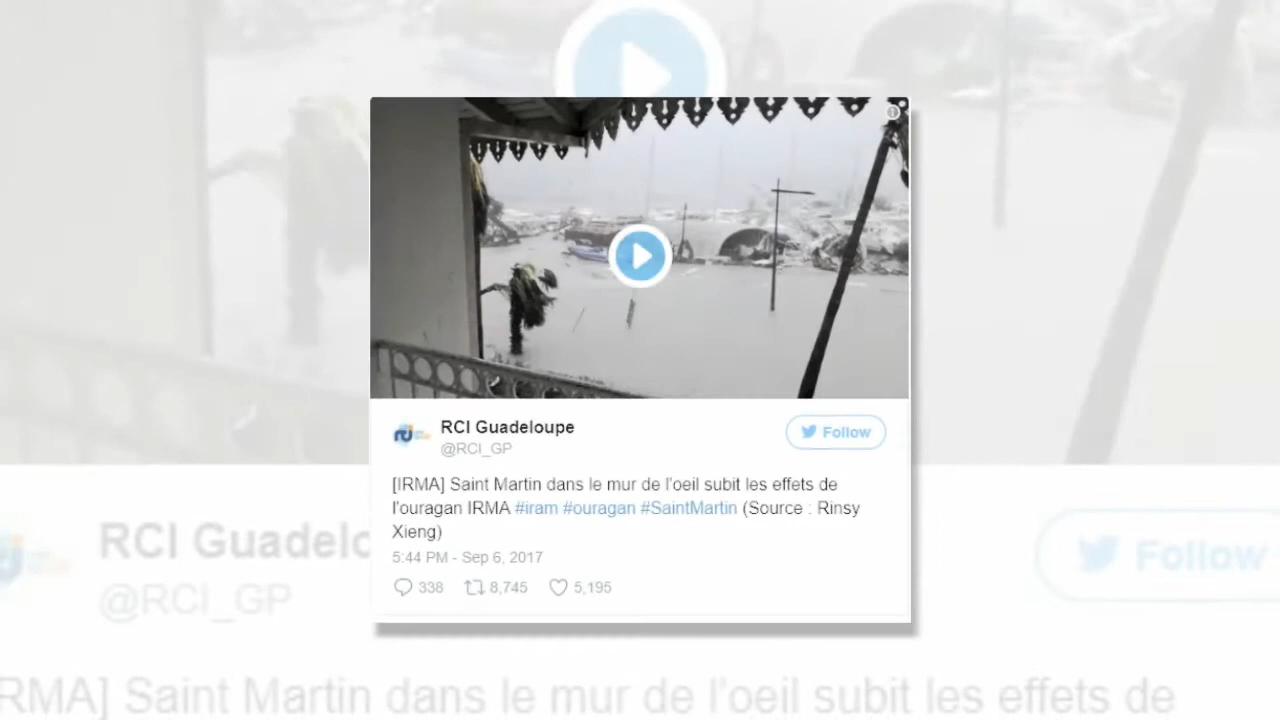 RCI Guadeloupe
@RCI_GP
Follow
[IRMA] Saint Martin dans le mur de l'oeil subit les effets de
l'ouragan IRMA #iram #ouragan #SaintMartin (Source : Rinsy
Xieng)
5:44 PM - Sep 6, 2017
338 8,745 5,195
RCI Guadelo
@RCI_GP
Follow
RMA] Saint Martin dans le mur de l'oeil subit les effets de